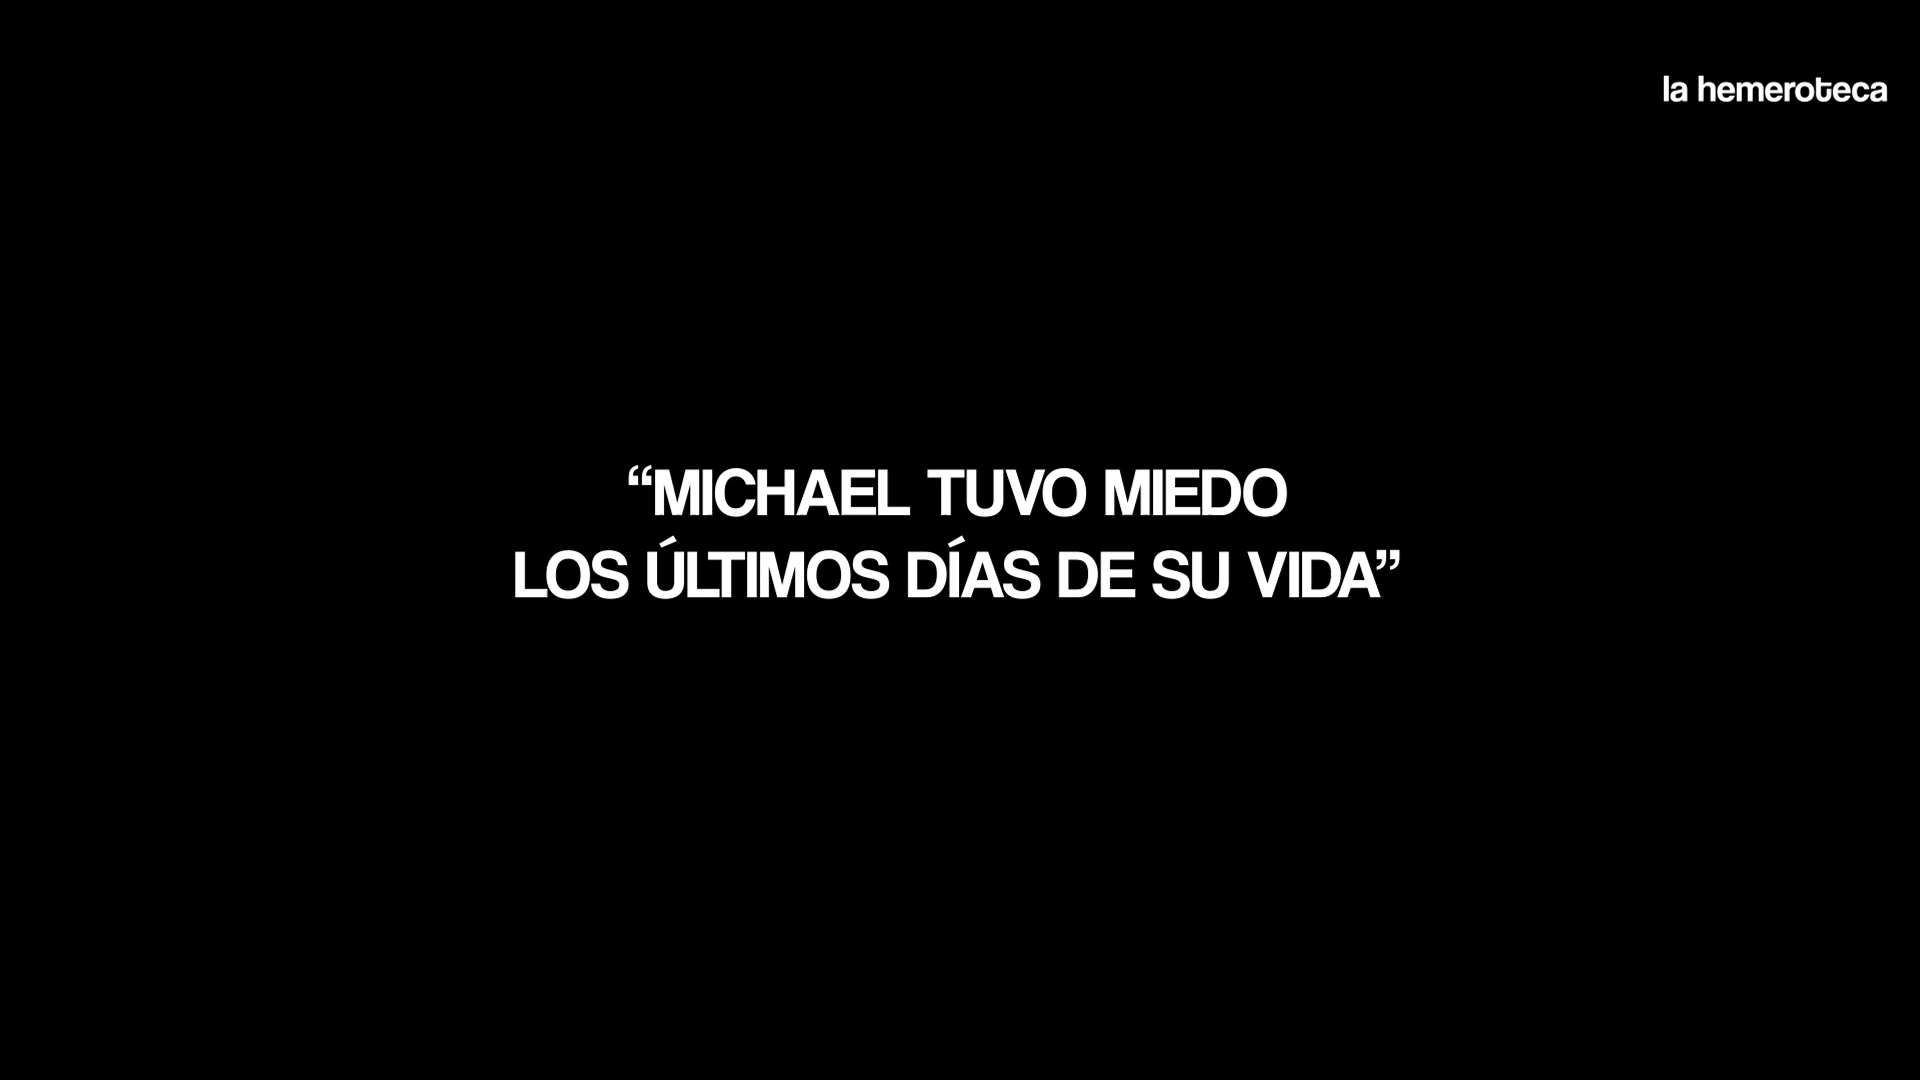 la hemeroteca
“MICHAEL TUVO MIEDO
LOS ÚLTIMOS DÍAS DE SU VIDA”